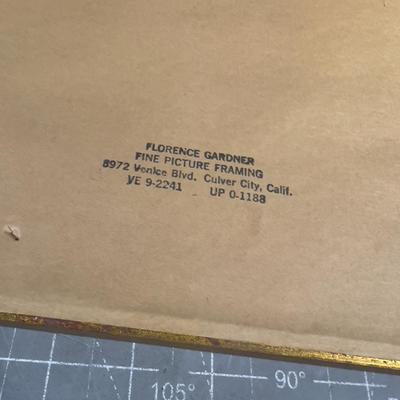 FLORENCE GARDNER
FINE PICTURE FRAMING
8972 Venice Blvd. Culver City, Calif.
VE 9-2241 UP 0-1188
105° 90°